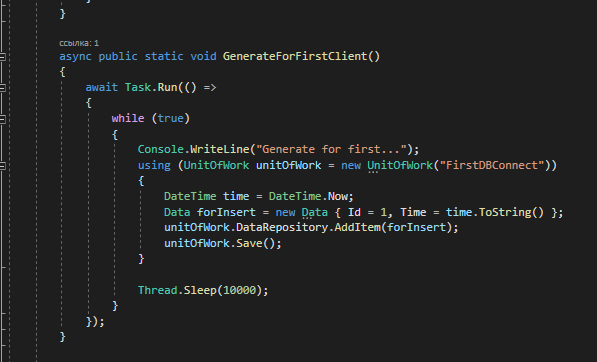 }
ссылка: 1
async public static void GenerateForFirstClient()
{
await Task.Run(() =>
{
while (true)
{
Console.WriteLine("Generate for first...");
using (UnitOfWork unitOfWork = new UnitOfWork("FirstDBConnect"))
{
DateTime time = DateTime.Now;
Data forInsert = new Data { Id = 1, Time = time.ToString() };
unitOfWork.DataRepository.AddItem(forInsert);
unitOfWork.Save();
}
Thread.Sleep(10000);
}
});
}